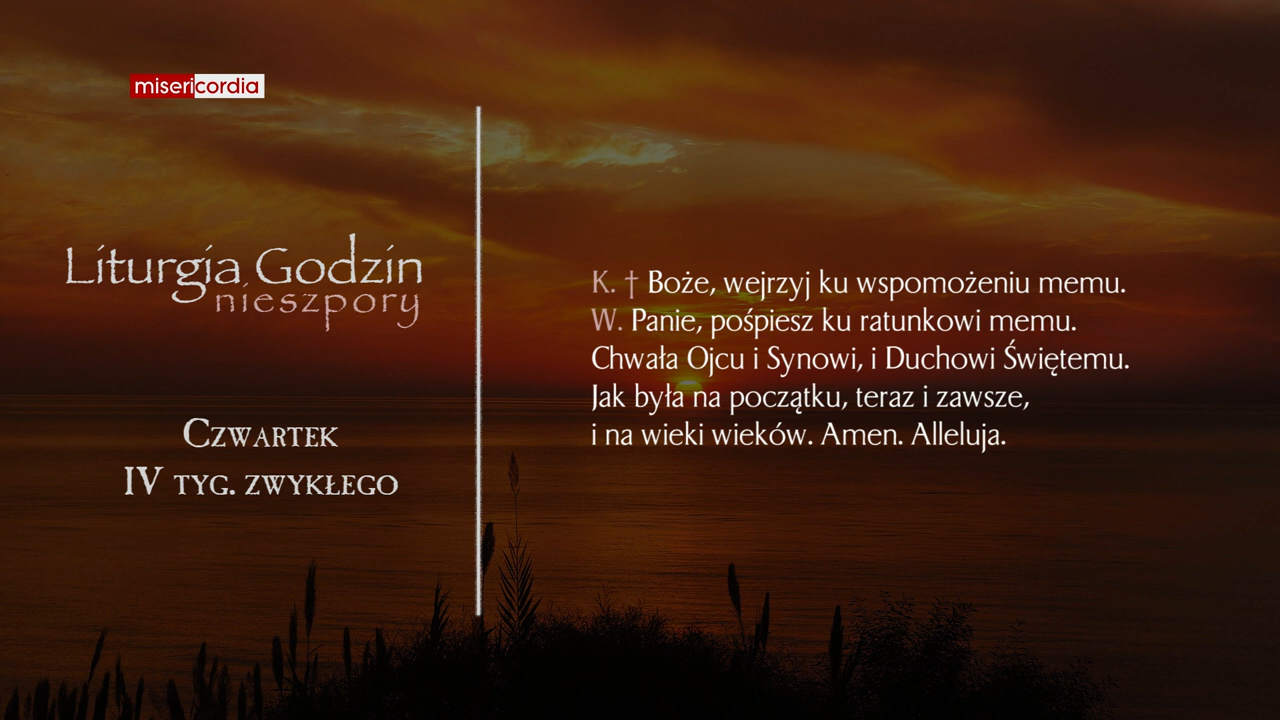 misericordia
Liturgia Godzin
nieszpory
Czwartek
IV tyg. zwykłego
K. † Boże, wejrzyj ku wspomożeniu memu.
W. Panie, pośpiesz ku ratunkowi memu.
Chwała Ojcu i Synowi, i Duchowi Świętemu.
Jak była na początku, teraz i zawsze,
i na wieki wieków. Amen. Alleluja.